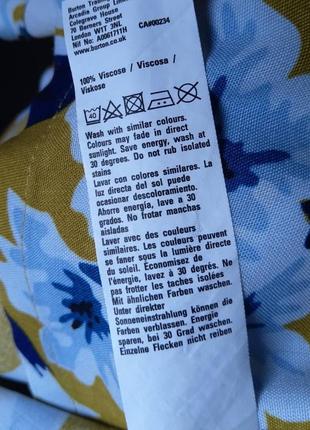 Burton Trading
Arcadia Group Limited
Colegrave House
70 Berners Street
London W1T 3NL
Nif No: A0061711H CA#00234
www.burton.co.uk
100% Viscose / Viscosa /
Viskose
40
Wash with similar colours.
Colours may fade in direct
sunlight. Save energy, wash at
30 degrees. Do not rub isolated
stains
Lavar con colores similares. La
luz directa del sol puede
ocasionar descoloramiento.
Ahorre energía, lave a 30
grados. No frotar manchas
aisladas
Laver avec des couleurs
similaires. Les couleurs peuvent
se faner sous la lumière directe
du soleil. Économisez de
l'énergie, lavez à 30 degrés. Ne
pas frotter les taches isolées
Mit ähnlichen Farben waschen.
Unter direkter
Sonneneinstrahlung können die
Farben verblassen. Energie
sparen, bei 30 Grad waschen.
Einzelne Flecken nicht reiben